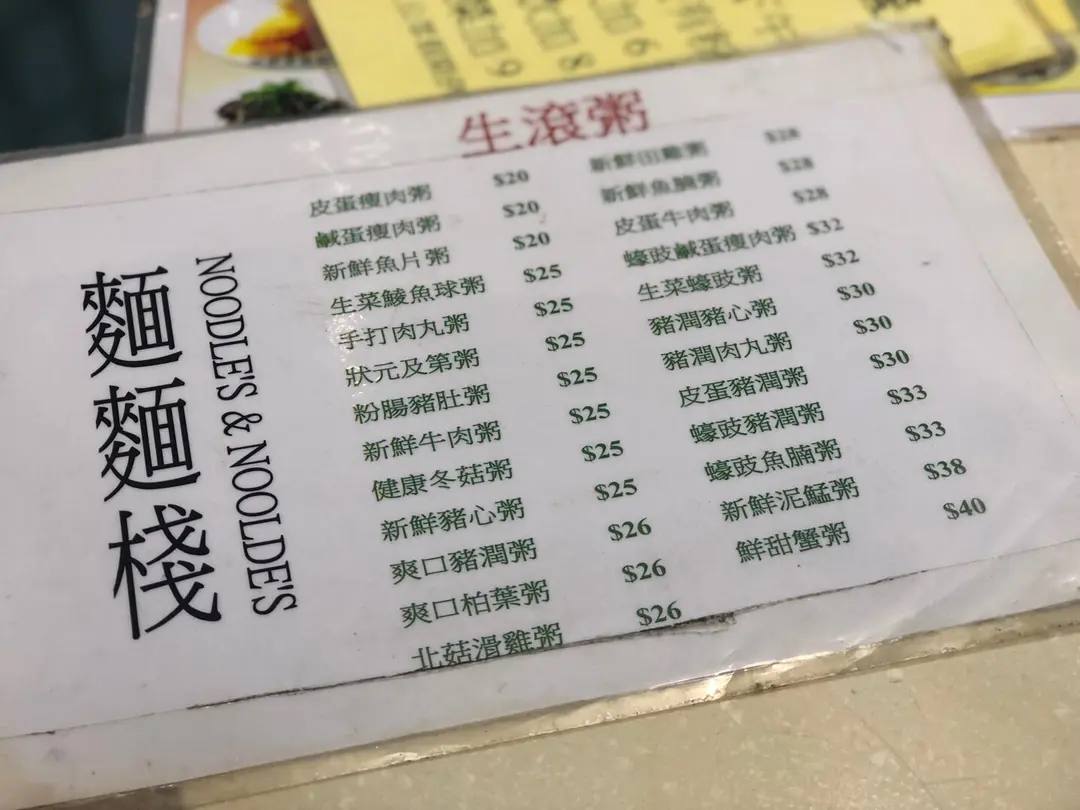 生滾粥
麵麵棧
NOODLE'S & NOOLDE'S
皮蛋瘦肉粥 $20
鹹蛋瘦肉粥 $20
新鮮魚片粥 $20
生菜鯪魚球粥 $25
手打肉丸粥 $25
狀元及第粥 $25
粉腸豬肚粥 $25
新鮮牛肉粥 $25
健康冬菇粥 $25
新鮮豬心粥 $25
爽口豬潤粥 $26
爽口柏葉粥 $26
北菇滑雞粥 $26
新鮮田雞粥 $28
新鮮魚腩粥 $28
皮蛋牛肉粥 $28
蠔豉鹹蛋瘦肉粥 $32
生菜蠔豉粥 $32
豬潤豬心粥 $30
豬潤肉丸粥 $30
皮蛋豬潤粥 $30
蠔豉豬潤粥 $33
蠔豉魚腩粥 $33
新鮮泥鯭粥 $38
鮮甜蟹粥 $40